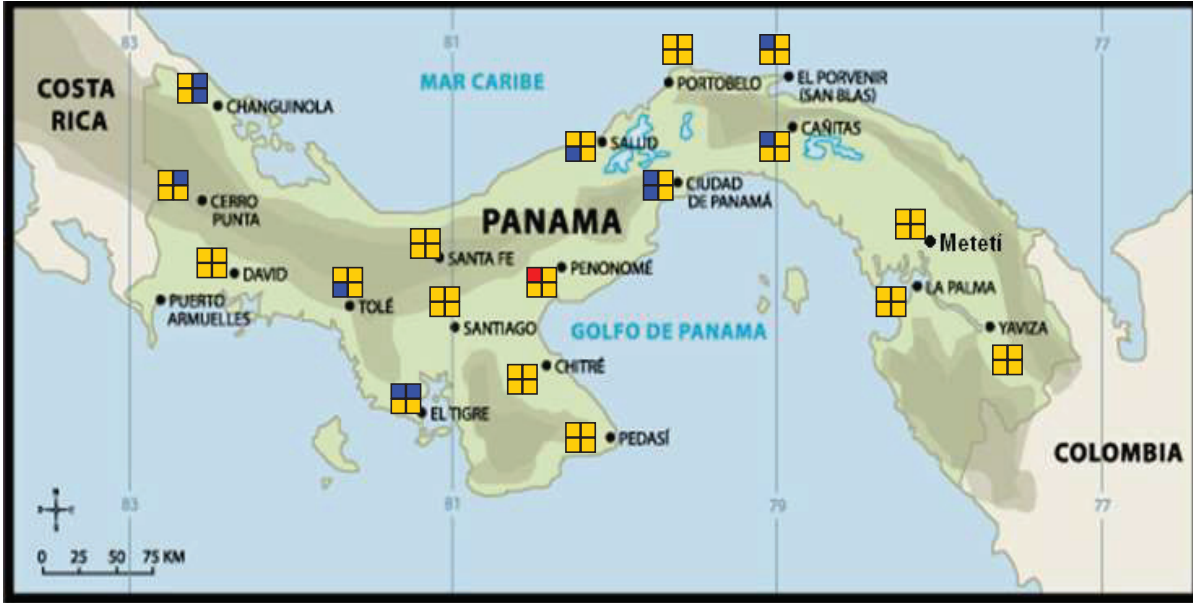 83
81
77
COSTA
RICA
MAR CARIBE
PORTOBELO
EL PORVENIR
(SAN BLAS)
CHANGUINOLA
CAÑITAS
SALUD
CIUDAD
DE PANAMÁ
CERRO
PUNTA
PANAMA
Metetí
SANTA FE
PENONOMÉ
DAVID
LA PALMA
PUERTO
ARMUELLES
TOLÉ
SANTIAGO
GOLFO DE PANAMA
YAVIZA
CHITRÉ
EL TIGRE
PEDASÍ
COLOMBIA
83
81
79
77
0 25 50 75 KM